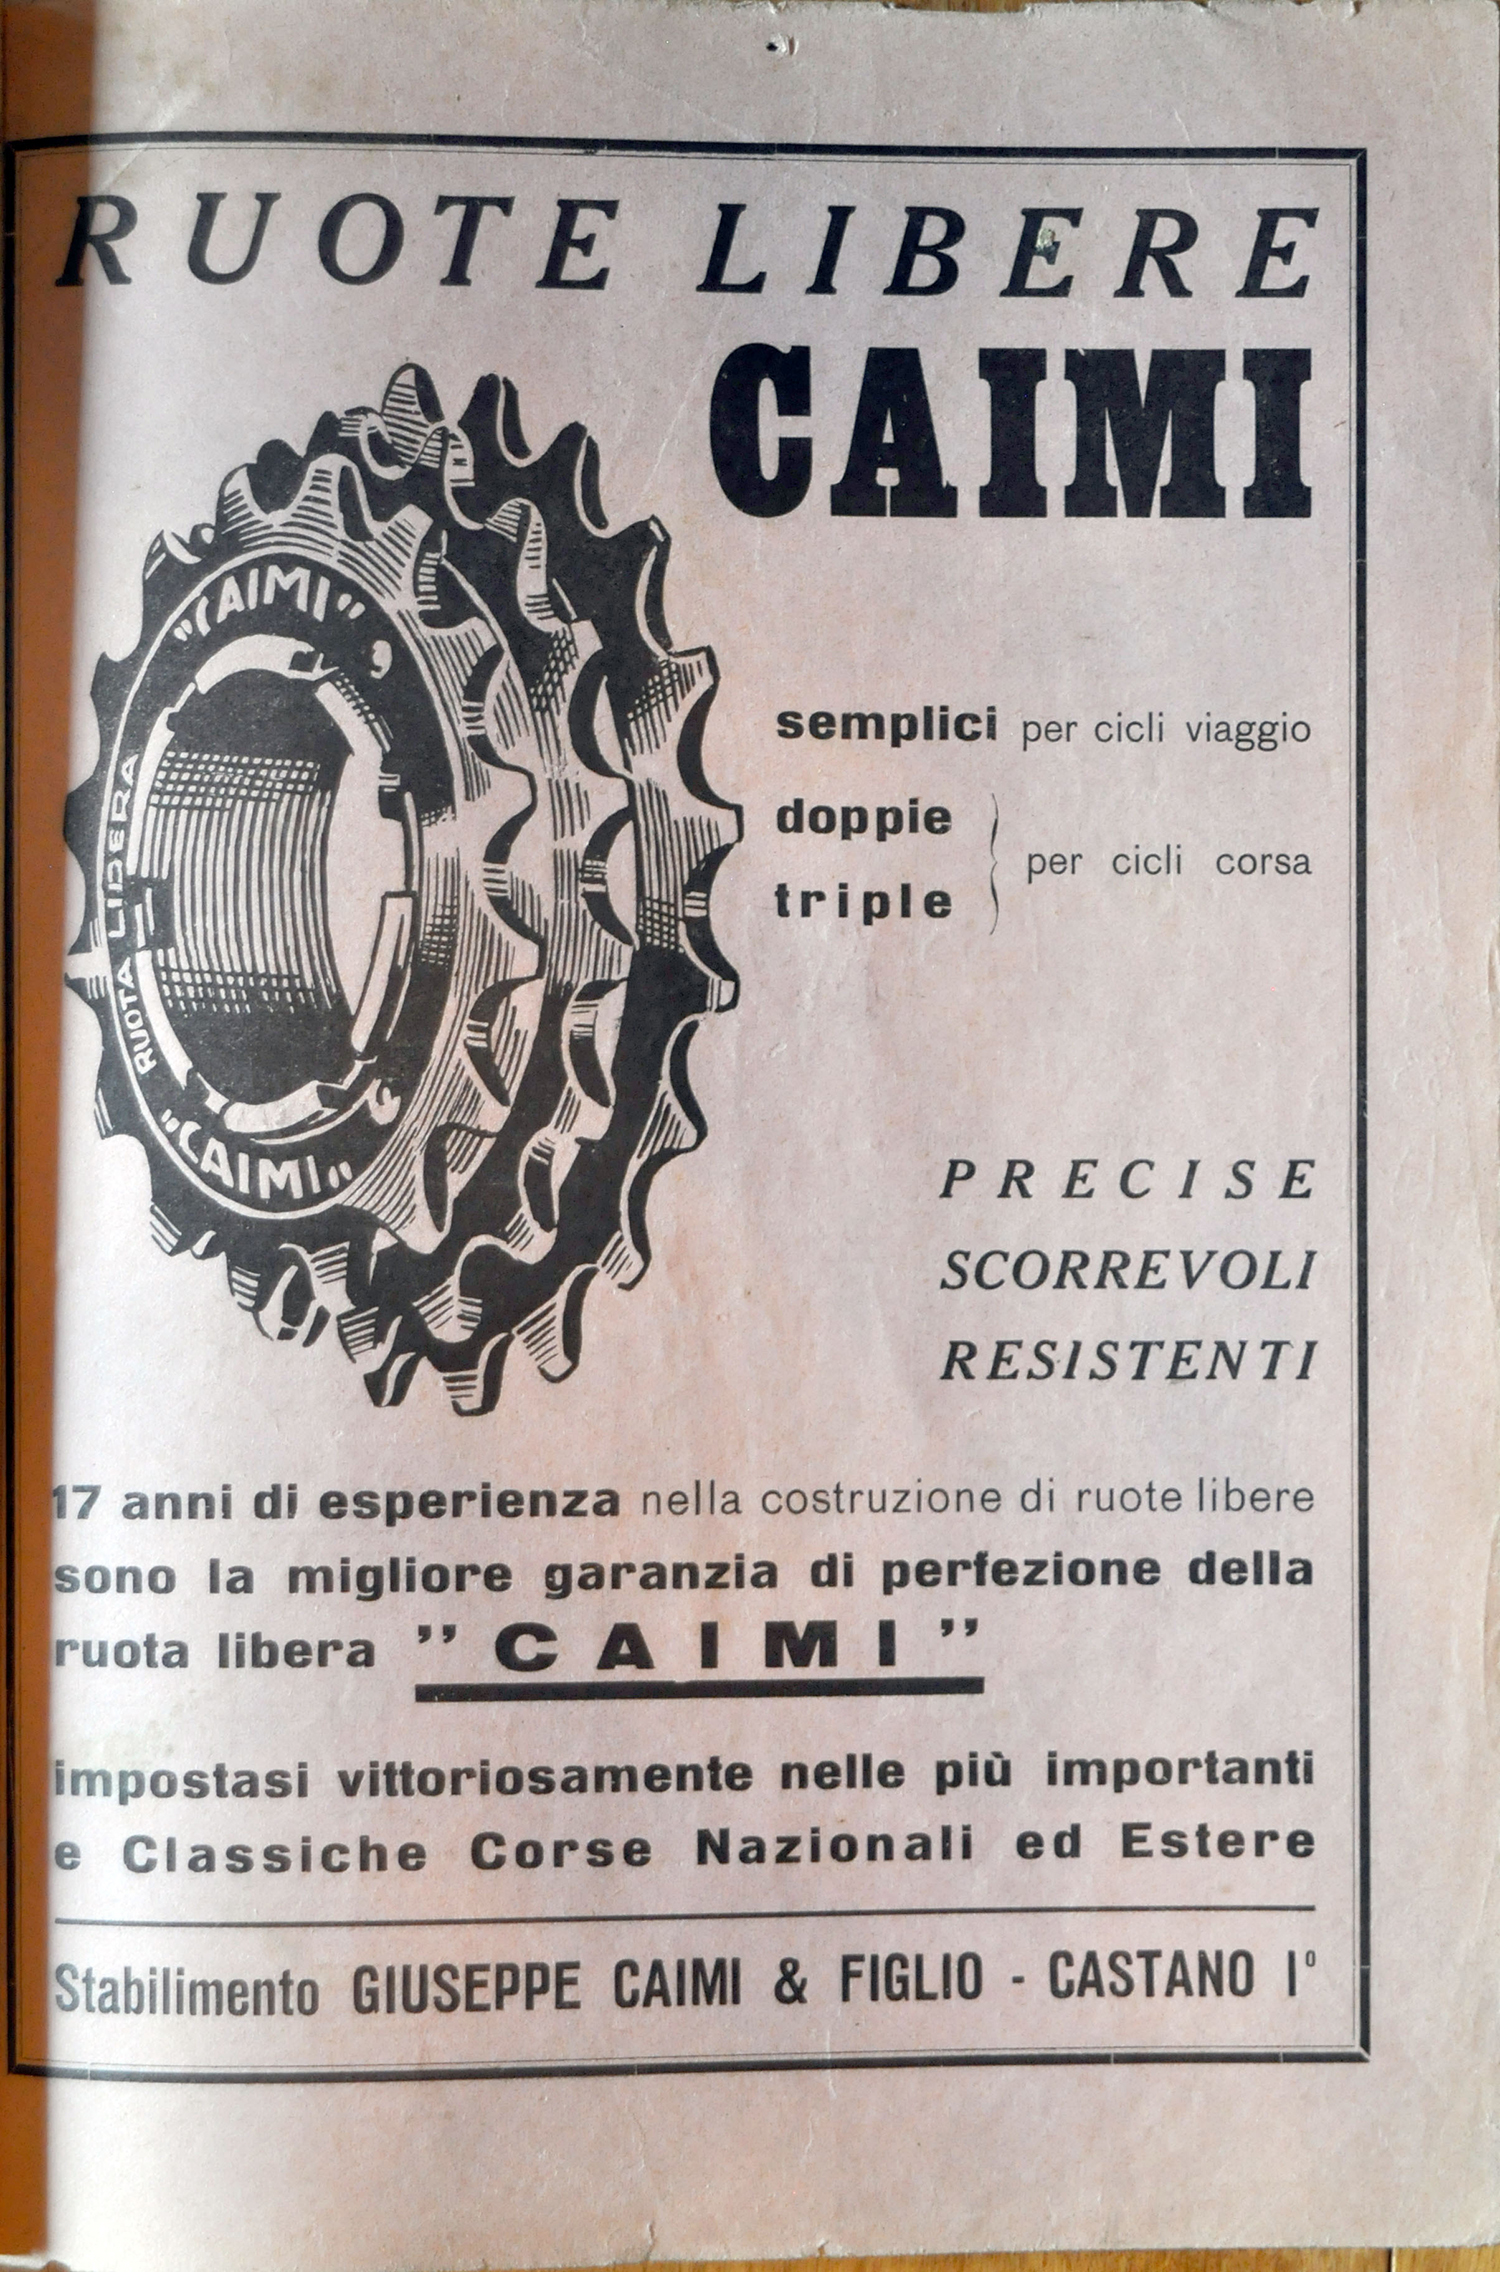 RUOTE LIBERE
CAIMI
"CAIMI"
RUOTA LIBERA
"CAIMI"
semplici per cicli viaggio
doppie
per cicli corsa
triple
PRECISE
SCORREVOLI
RESISTENTI
17 anni di esperienza nella costruzione di ruote libere
sono la migliore garanzia di perfezione della
ruota libera " CAIMI "
impostasi vittoriosamente nelle più importanti
e Classiche Corse Nazionali ed Estere
Stabilimento GIUSEPPE CAIMI & FIGLIO - CASTANO Iº